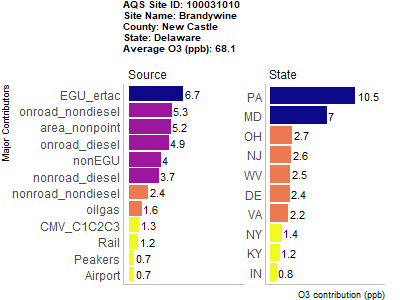 AQS Site ID: 100031010
Site Name: Brandywine
County: New Castle
State: Delaware
Average O3 (ppb): 68.1
Major Contributors
Source
EGU_ertac 6.7
onroad_nondiesel 5.3
area_nonpoint 5.2
onroad_diesel 4.9
nonEGU 4
nonroad_diesel 3.7
nonroad_nondiesel 2.4
oilgas 1.6
CMV_C1C2C3 1.3
Rail 1.2
Peakers 0.7
Airport 0.7
State
PA 10.5
MD 7
OH 2.7
NJ 2.6
WV 2.5
DE 2.4
VA 2.2
NY 1.4
KY 1.2
IN 0.8
O3 contribution (ppb)